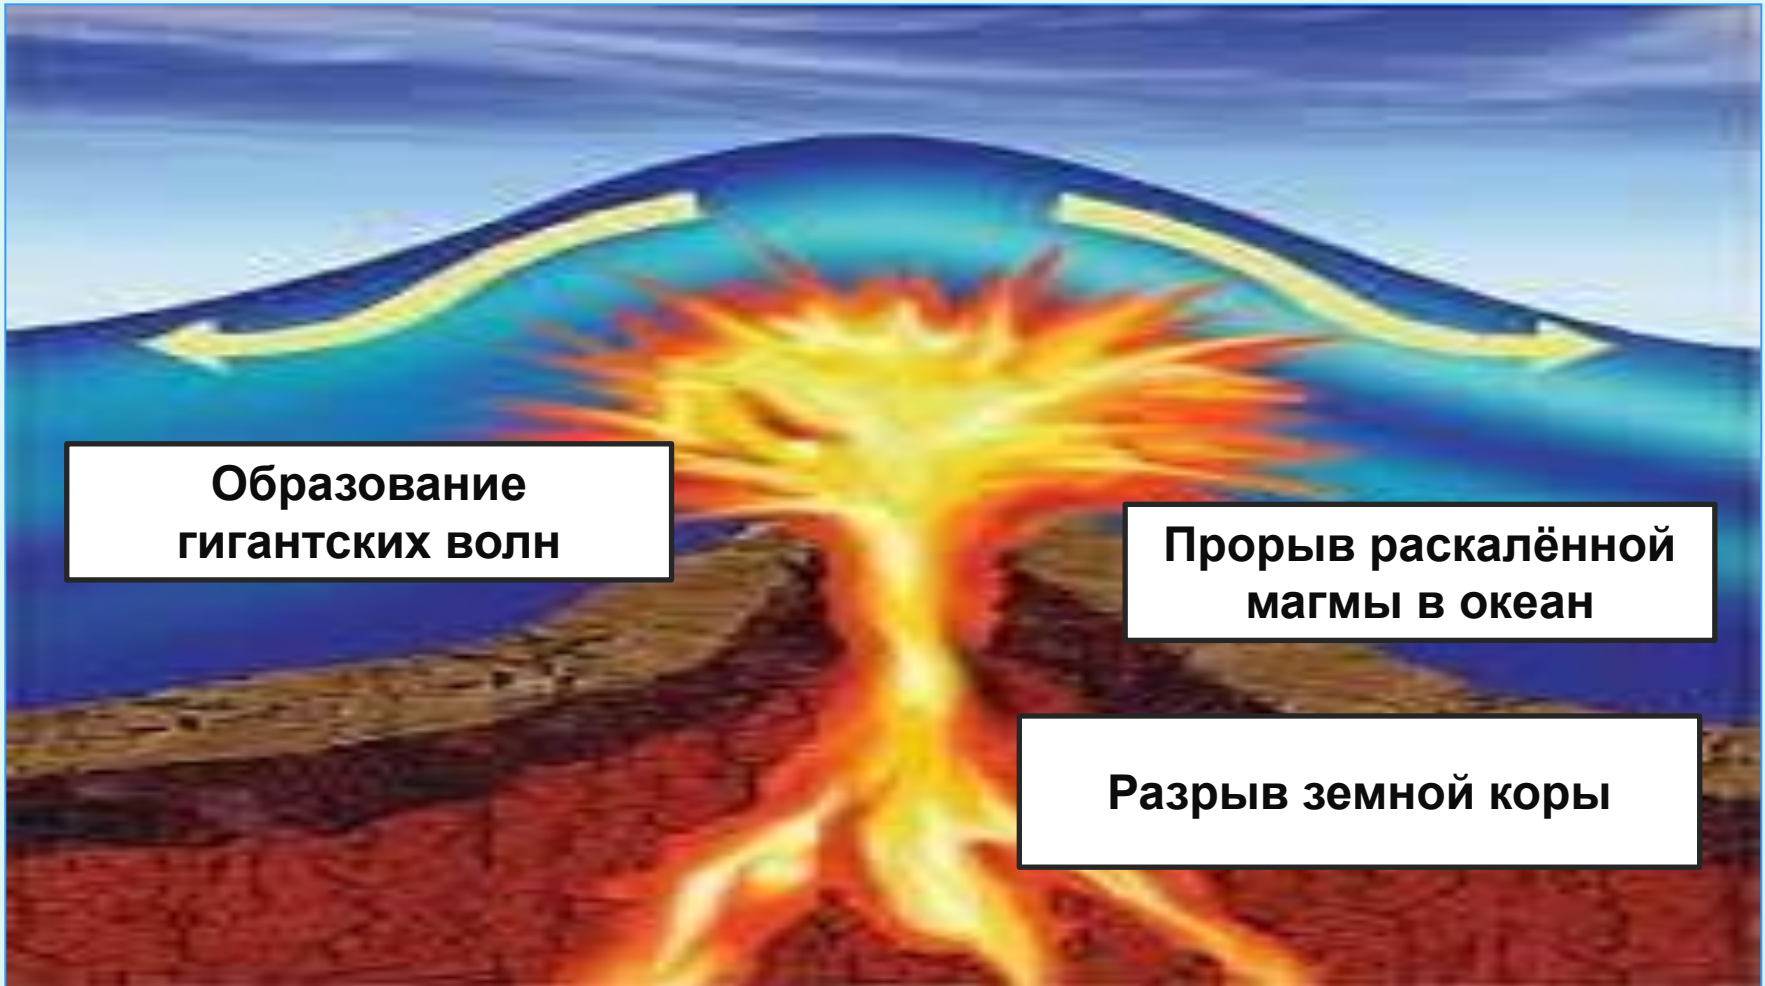 Образование
гигантских волн
Прорыв раскалённой
магмы в океан
Разрыв земной коры